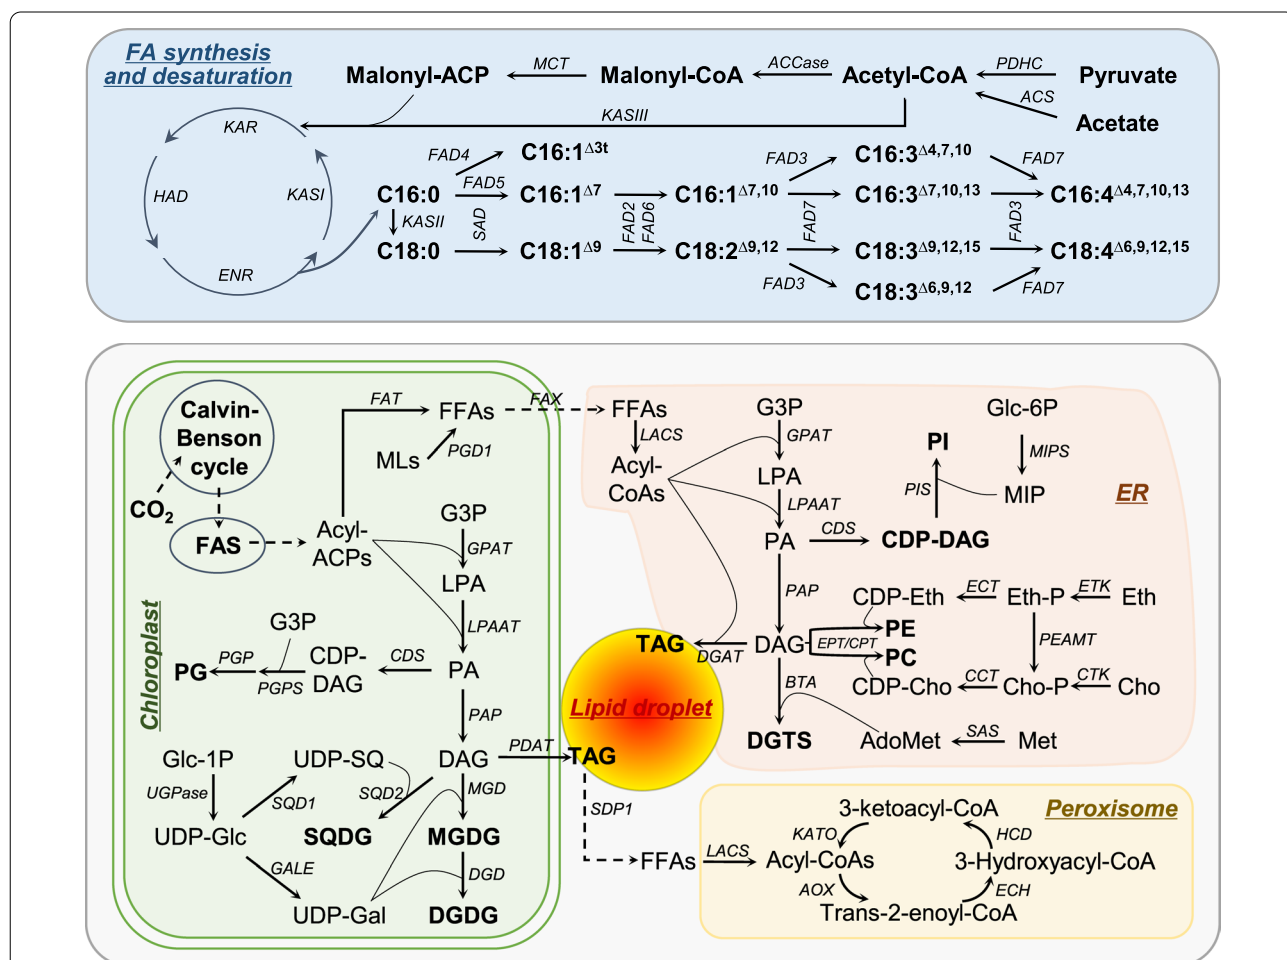 FA synthesis
and desaturation
Malonyl-ACP
MCT
Malonyl-CoA
ACCase
Acetyl-CoA
PDHC
Pyruvate
ACS
Acetate
KASIII
KAR
HAD
KASI
ENR
C16:0
KASII
C18:0
FAD4
C16:1Δ3t
FAD5
C16:1Δ7
SAD
C18:1Δ9
FAD2
FAD6
C16:1Δ7,10
C18:2Δ9,12
FAD3
C16:3Δ4,7,10
FAD7
C16:3Δ7,10,13
C16:4Δ4,7,10,13
FAD7
FAD3
C18:3Δ9,12,15
C18:4Δ6,9,12,15
FAD3
C18:3Δ6,9,12
FAD7
Chloroplast
Calvin-
Benson
cycle
CO2
FAS
Acyl-
ACPs
FAT
FFAs
FAX
MLs
PGD1
G3P
GPAT
LPA
LPAAT
PA
CDS
CDP-
DAG
G3P
PGPS
PGP
PG
PAP
DAG
PDAT
TAG
Glc-1P
UGPase
UDP-Glc
SQD1
UDP-SQ
SQD2
SQDG
MGD
MGDG
GALE
UDP-Gal
DGD
DGDG
ER
FFAs
LACS
Acyl-
CoAs
G3P
GPAT
LPA
LPAAT
PA
CDS
CDP-DAG
PIS
PI
Glc-6P
MIPS
MIP
PAP
DAG
DGAT
TAG
EPT/CPT
PE
PC
CDP-Eth
ECT
Eth-P
ETK
Eth
PEAMT
CDP-Cho
CCT
Cho-P
CTK
Cho
BTA
DGTS
AdoMet
SAS
Met
Lipid droplet
SDP1
FFAs
LACS
Peroxisome
3-ketoacyl-CoA
KATO
HCD
Acyl-CoAs
3-Hydroxyacyl-CoA
AOX
ECH
Trans-2-enoyl-CoA